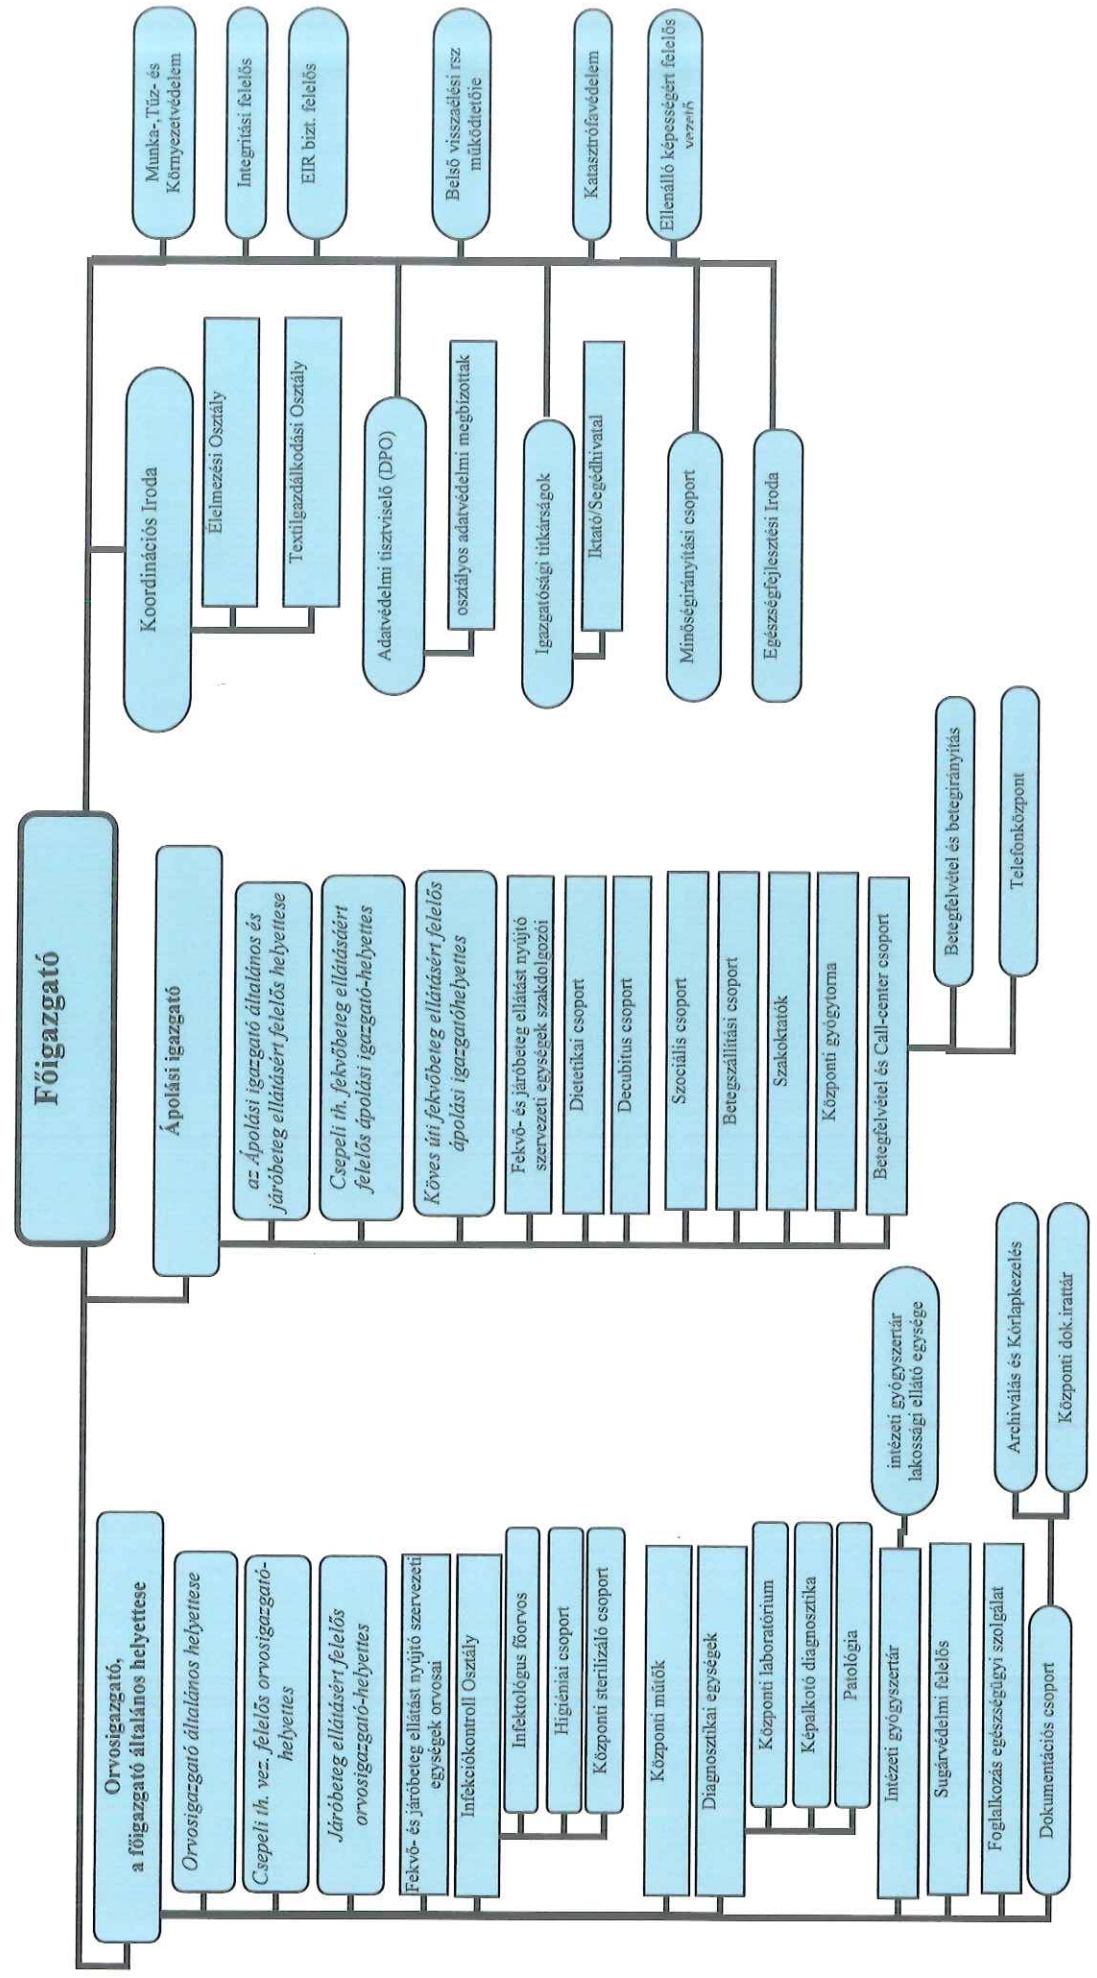 Főigazgató
Orvosigazgató,
a főigazgató általános helyettese
Orvosigazgató általános helyettese
Csepeli th. vez. felelős orvosigazgató-
helyettes
Járóbeteg ellátásért felelős
orvosigazgató-helyettes
Fekvő- és járóbeteg ellátást nyújtó szervezeti
egységek orvosai
Infekciókontroll Osztály
Infektológus főorvos
Higiéniai csoport
Központi sterilizáló csoport
Központi műtők
Diagnosztikai egységek
Központi laboratórium
Képalkotó diagnosztika
Patológia
Intézeti gyógyszertár
intézeti gyógyszertár
lakossági ellátó egysége
Sugárvédelmi felelős
Foglalkozás egészségügyi szolgálat
Dokumentációs csoport
Archiválás és Kórlapkezelés
Központi dok.irattár
Ápolási igazgató
az Ápolási igazgató általános és
járóbeteg ellátásért felelős helyettese
Csepeli th. fekvőbeteg ellátásáért
felelős ápolási igazgató-helyettes
Köves úti fekvőbeteg ellátásért felelős
ápolási igazgatóhelyettes
Fekvő- és járóbeteg ellátást nyújtó
szervezeti egységek szakdolgozói
Dietetikai csoport
Decubitus csoport
Szociális csoport
Betegszállítási csoport
Szakoktatók
Központi gyógytorna
Betegfelvétel és Call-center csoport
Betegfelvétel és betegirányítás
Telefonközpont
Koordinációs Iroda
Élelmezési Osztály
Textilgazdálkodási Osztály
Adatvédelmi tisztviselő (DPO)
osztályos adatvédelmi megbízottak
Igazgatósági titkárságok
Iktató/Segédhivatal
Minőségirányítási csoport
Egészségfejlesztési Iroda
Munka-,Tűz- és
Környezetvédelem
Integritási felelős
EIR bizt. felelős
Belső visszaélési rsz
működtetője
Katasztrófavédelem
Ellenálló képességért felelős
vezető